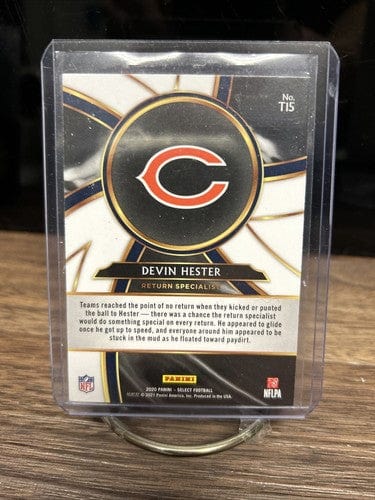 No.
TI5
DEVIN HESTER
RETURN SPECIALIST
Teams reached the point of no return when they kicked or punted
the ball to Hester — there was a chance the return specialist
would do something special on every return. He appeared to glide
once he got up to speed, and everyone around him appeared to be
stuck in the mud as he floated toward paydirt.
NFL
PANINI
NFLPA
2020 PANINI - SELECT FOOTBALL
© 2021 Panini America, Inc. Produced in the USA.